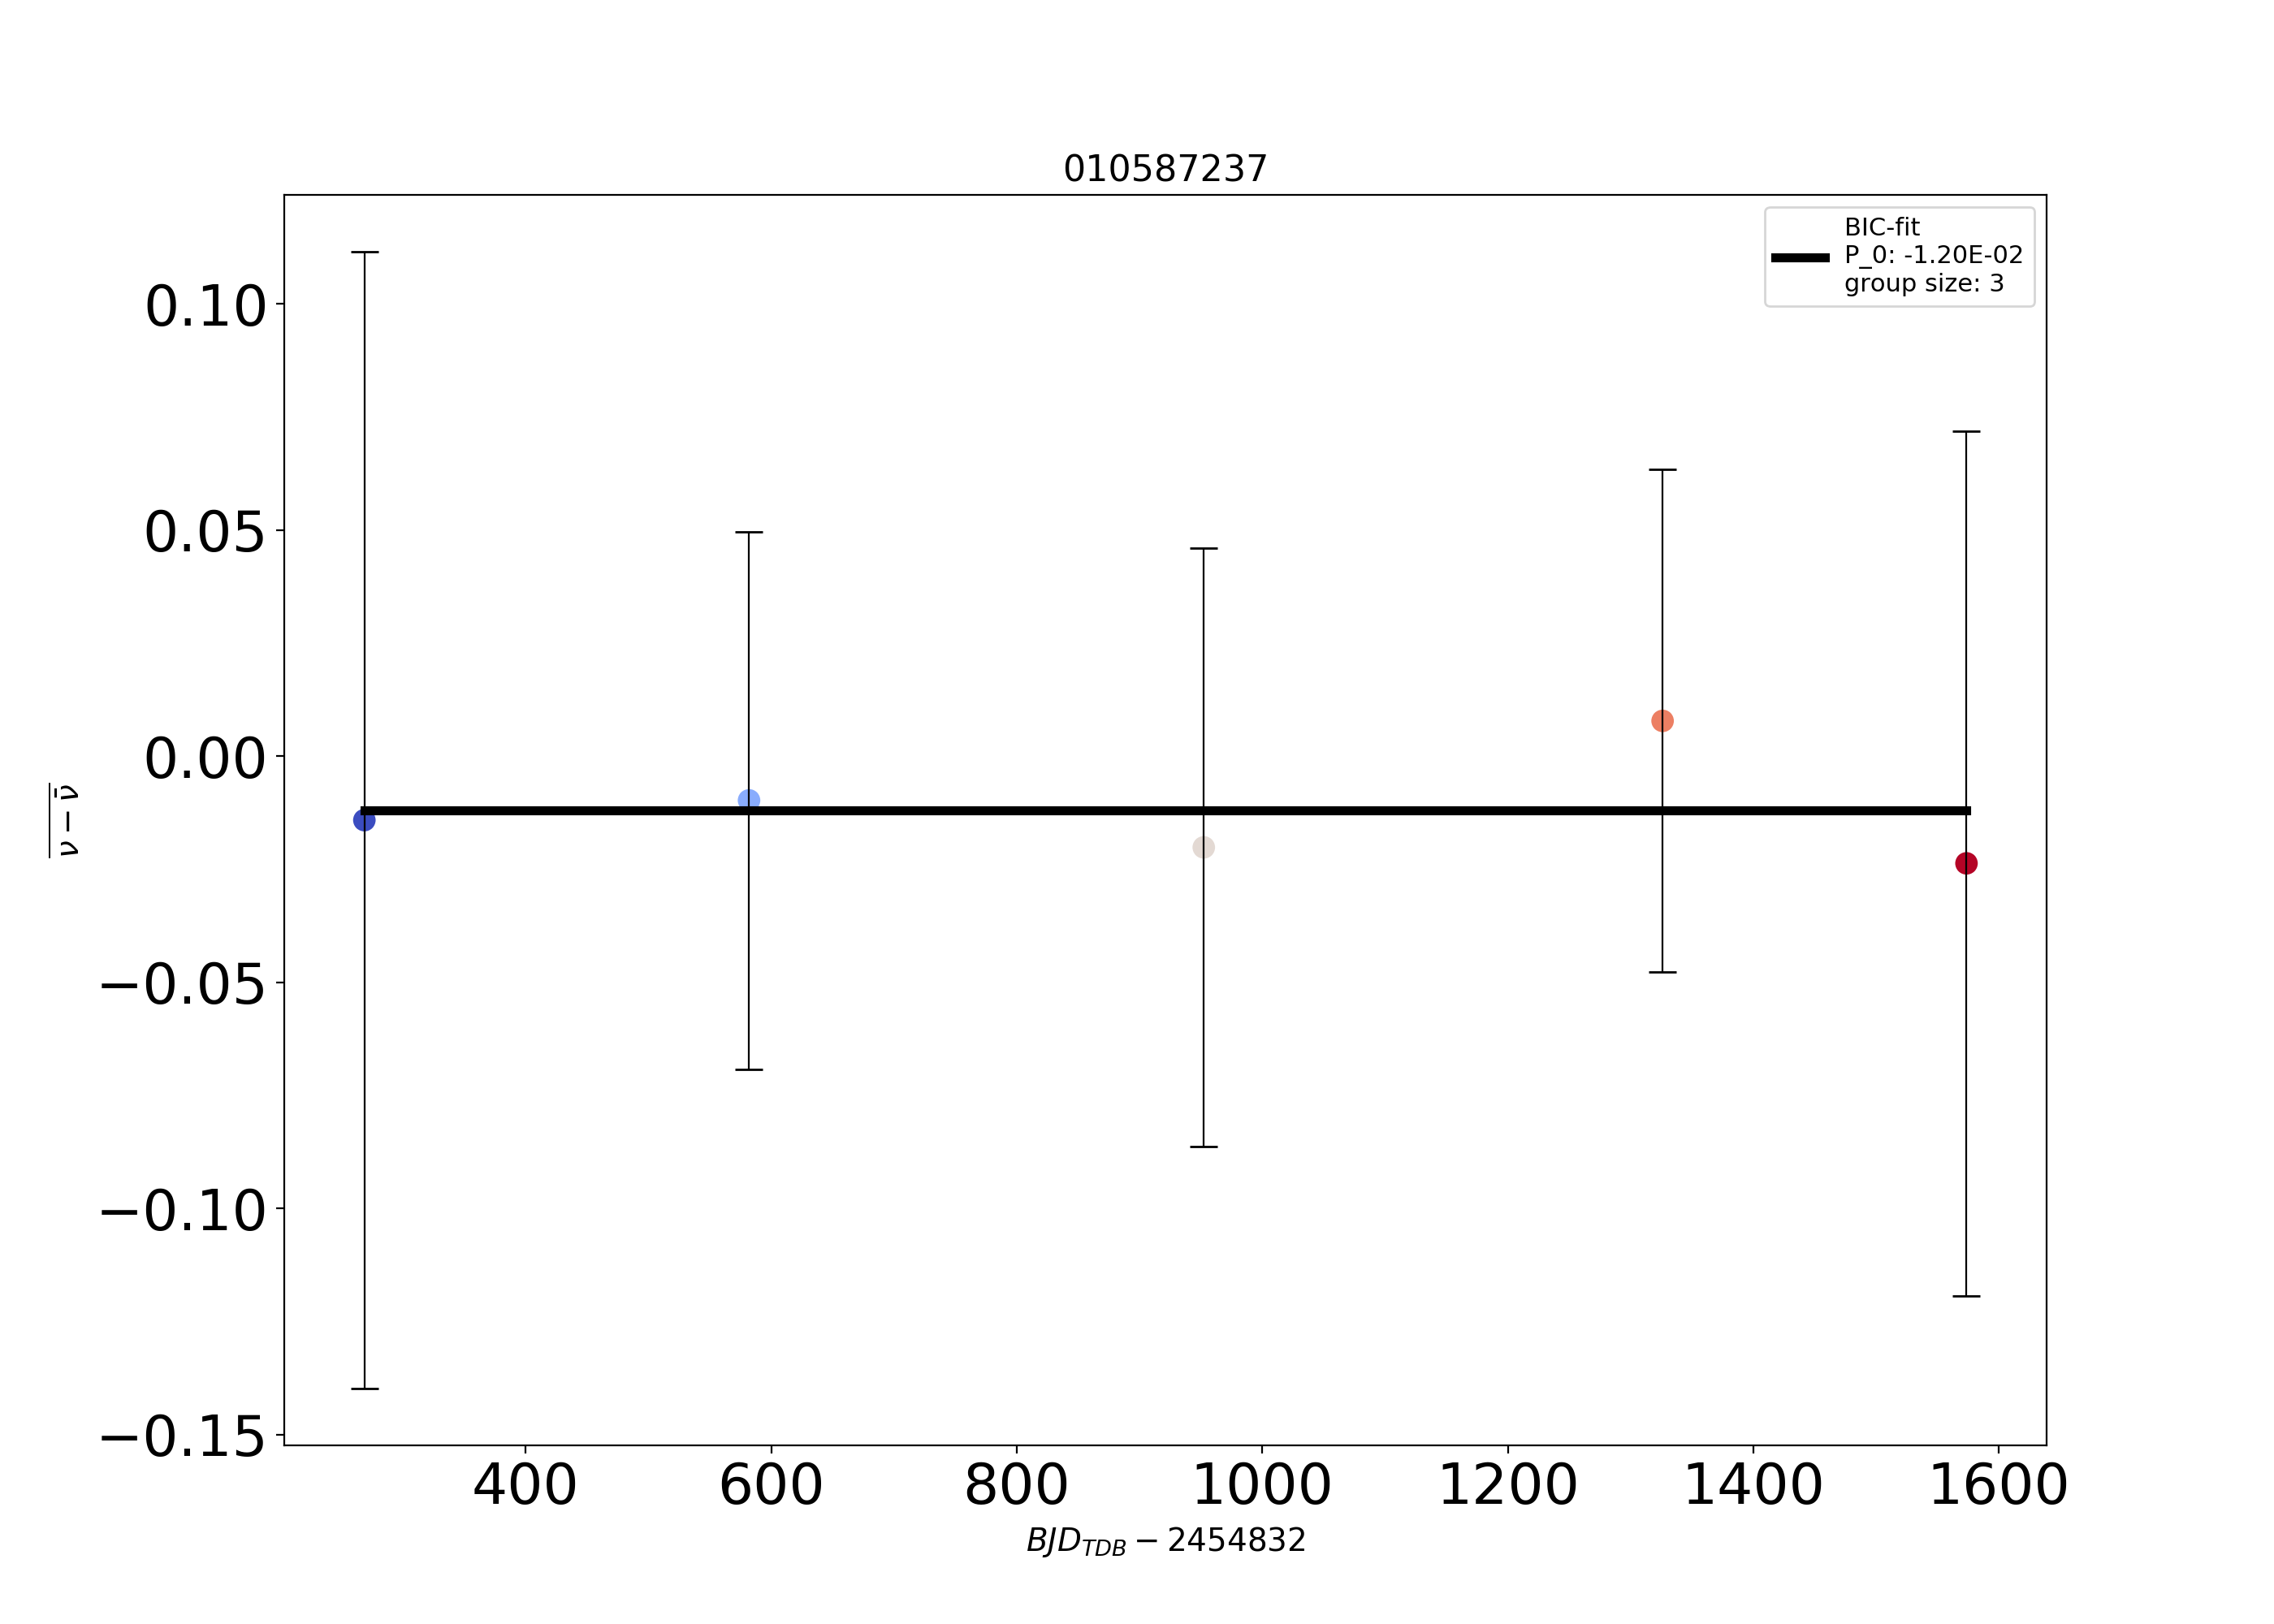 010587237
BIC-fit
P_0: -1.20E-02
group size: 3
0.10
0.05
0.00
−0.05
−0.10
−0.15
ν − ν̄
400 600 800 1000 1200 1400 1600
BJD_TDB − 2454832